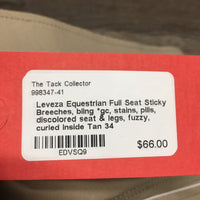 The Tack Collector
998347-41
Leveza Equestrian Full Seat Sticky
Breeches, bling *gc, stains, pills,
discolored seat & legs, fuzzy,
curled inside Tan 34
$66.00
EDVSQ9